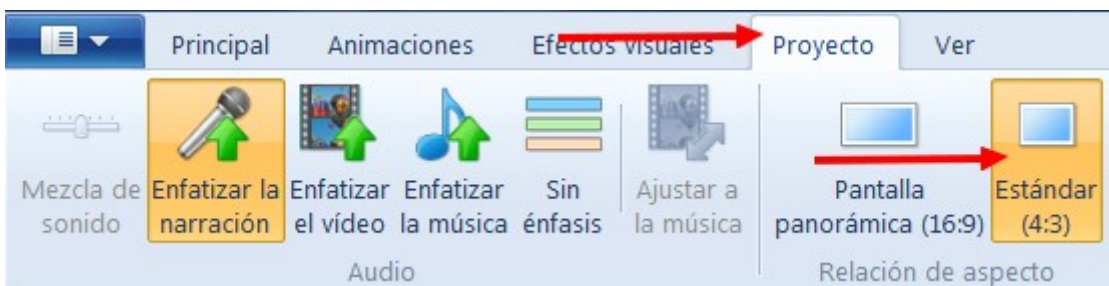 Principal Animaciones Efectos visuales Proyecto Ver
Mezcla de sonido
Enfatizar la narración
Enfatizar el vídeo
Enfatizar la música
Sin énfasis
Ajustar a la música
Pantalla panorámica (16:9)
Estándar (4:3)
Audio
Relación de aspecto